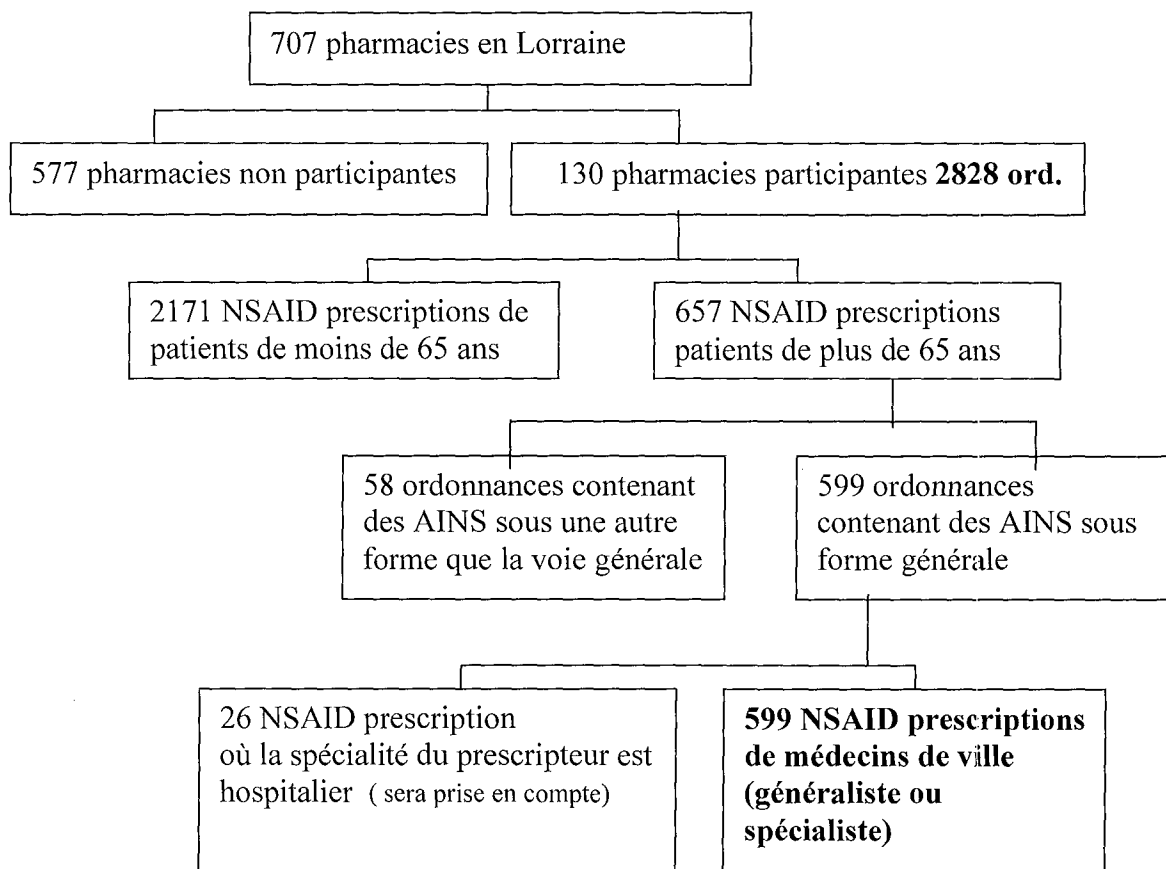 707 pharmacies en Lorraine
577 pharmacies non participantes
130 pharmacies participantes 2828 ord.
2171 NSAID prescriptions de
patients de moins de 65 ans
657 NSAID prescriptions
patients de plus de 65 ans
58 ordonnances contenant
des AINS sous une autre
forme que la voie générale
599 ordonnances
contenant des AINS sous
forme générale
26 NSAID prescription
où la spécialité du prescripteur est
hospitalier ( sera prise en compte)
599 NSAID prescriptions
de médecins de ville
(généraliste ou
spécialiste)